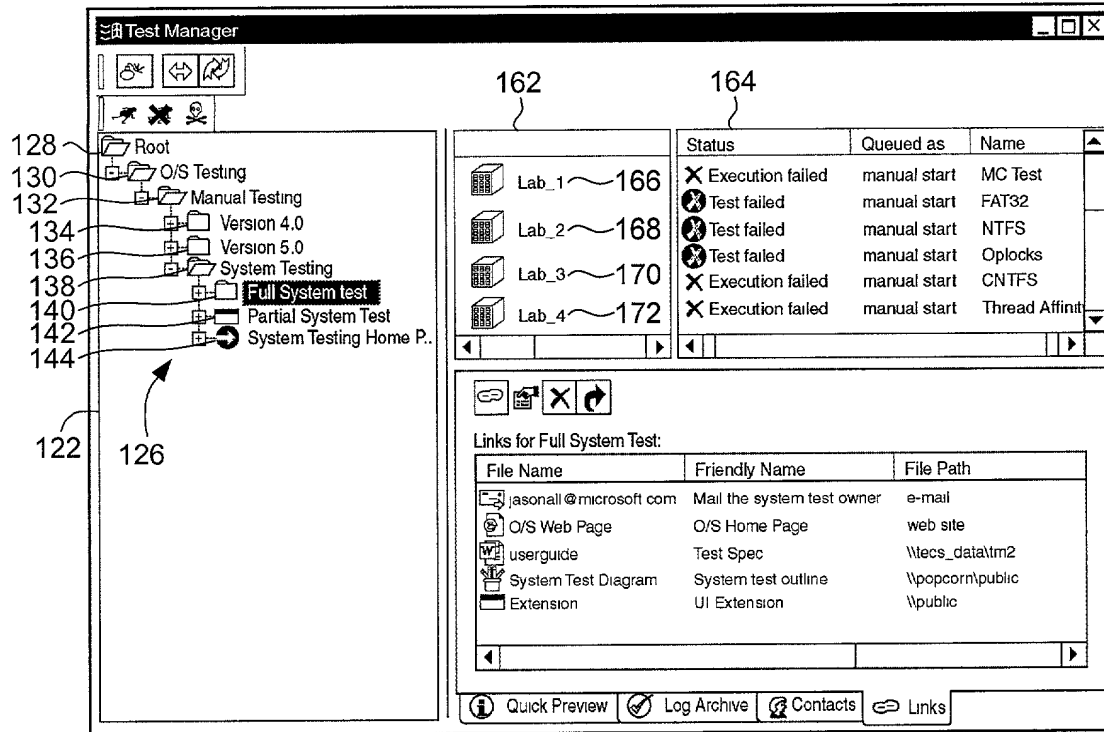 Test Manager
162
164
128
Root
130
O/S Testing
132
Manual Testing
134
Version 4.0
136
Version 5.0
138
System Testing
140
Full System test
142
Partial System Test
144
System Testing Home P..
122
126
Lab_1
166
Lab_2
168
Lab_3
170
Lab_4
172
Status Queued as Name
Execution failed manual start MC Test
Test failed manual start FAT32
Test failed manual start NTFS
Test failed manual start Oplocks
Execution failed manual start CNTFS
Execution failed manual start Thread Affinit
Links for Full System Test:
File Name Friendly Name File Path
jasonall@microsoft com Mail the system test owner e-mail
O/S Web Page O/S Home Page web site
userguide Test Spec \\tecs_data\tm2
System Test Diagram System test outline \\popcorn\public
Extension UI Extension \\public
Quick Preview Log Archive Contacts Links